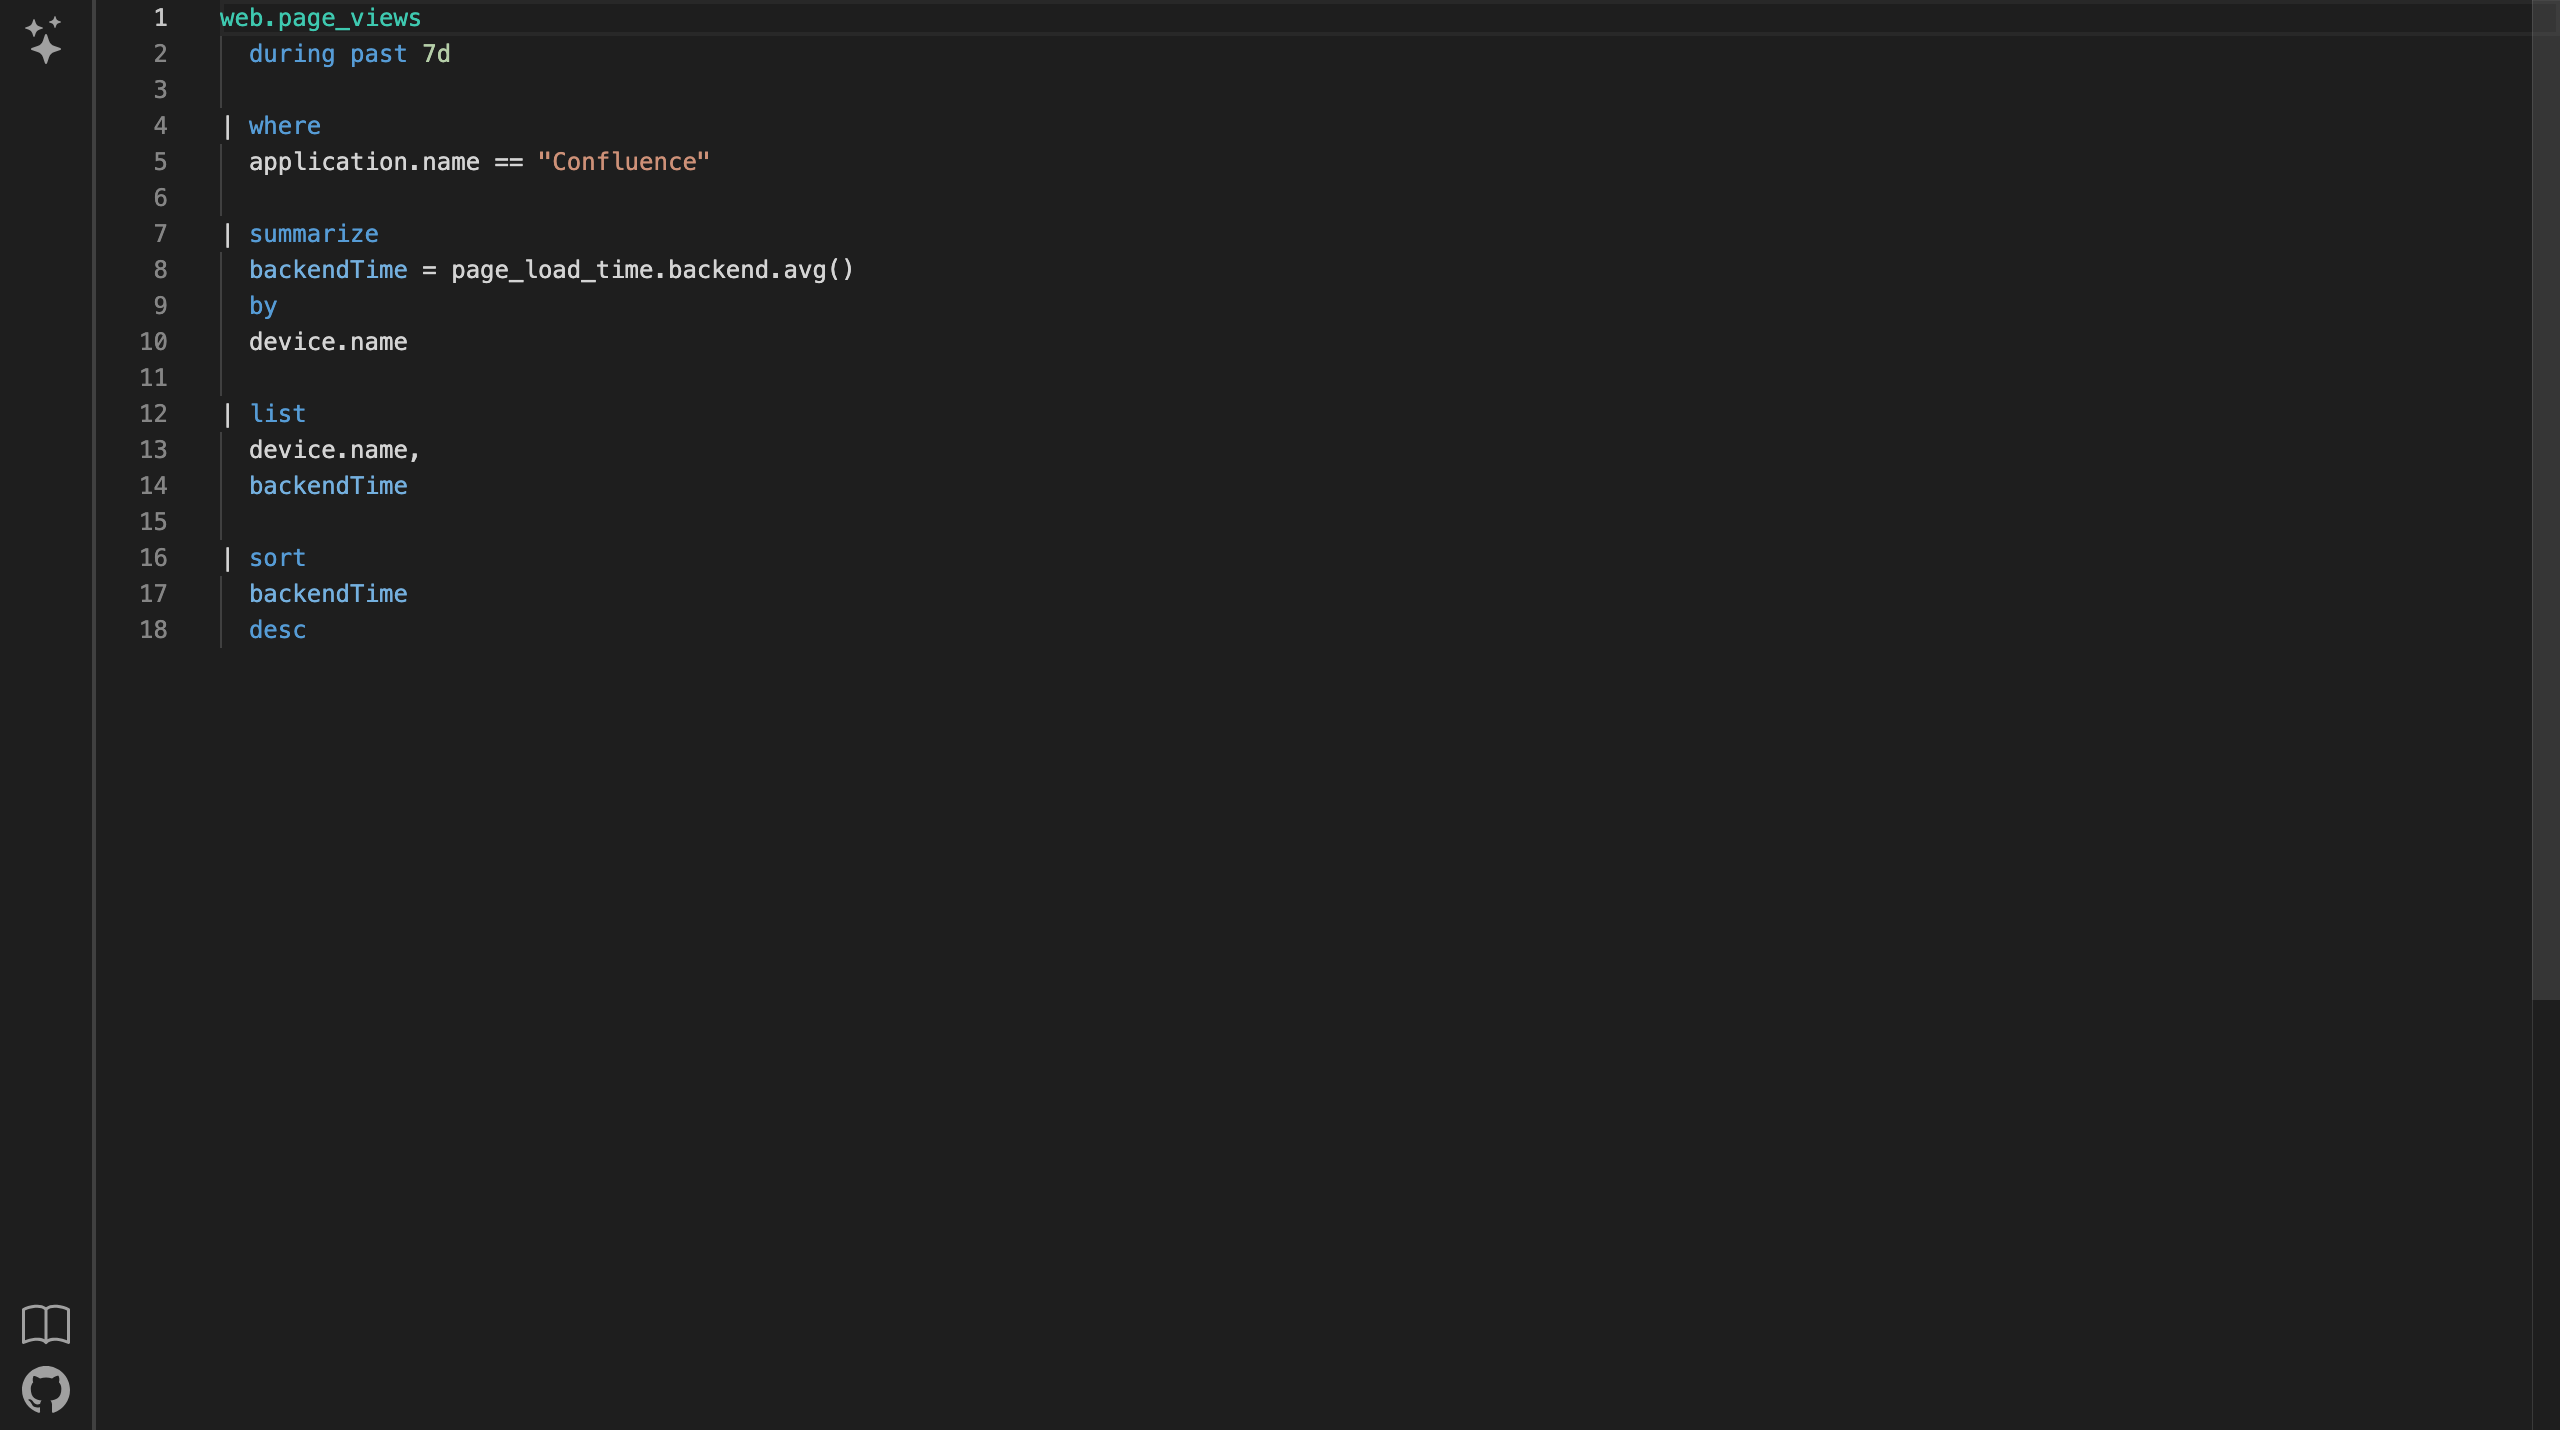 1 web.page_views
2 during past 7d
3
4 | where
5 application.name == "Confluence"
6
7 | summarize
8 backendTime = page_load_time.backend.avg()
9 by
10 device.name
11
12 | list
13 device.name,
14 backendTime
15
16 | sort
17 backendTime
18 desc